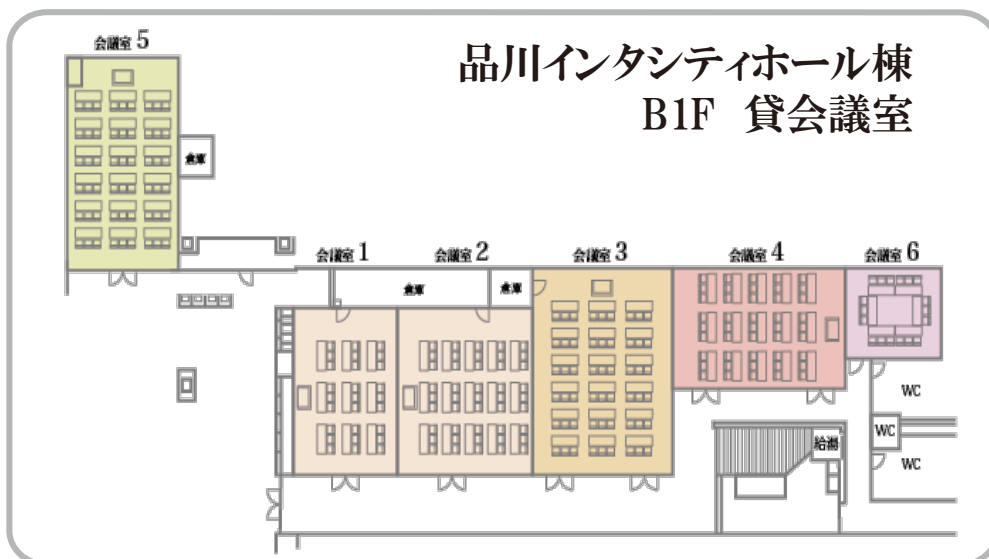 品川インタシティホール棟
B1F 貸会議室
会議室 5
倉庫
会議室 1
会議室 2
会議室 3
会議室 4
会議室 6
倉庫
倉庫
WC
WC
給湯
WC